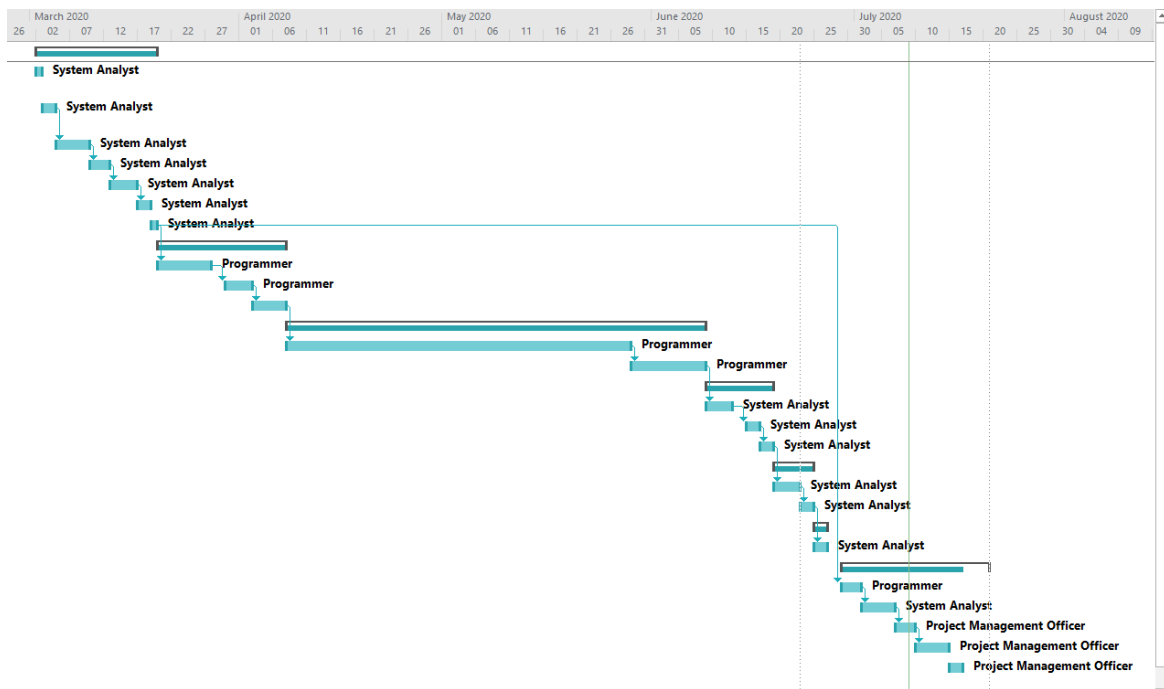 March 2020 April 2020 May 2020 June 2020 July 2020 August 2020
26 02 07 12 17 22 27 01 06 11 16 21 26 01 06 11 16 21 26 31 05 10 15 20 25 30 05 10 15 20 25 30 04 09
System Analyst
System Analyst
System Analyst
System Analyst
System Analyst
System Analyst
System Analyst
Programmer
Programmer
Programmer
Programmer
System Analyst
System Analyst
System Analyst
System Analyst
System Analyst
System Analyst
Programmer
System Analyst
Project Management Officer
Project Management Officer
Project Management Officer